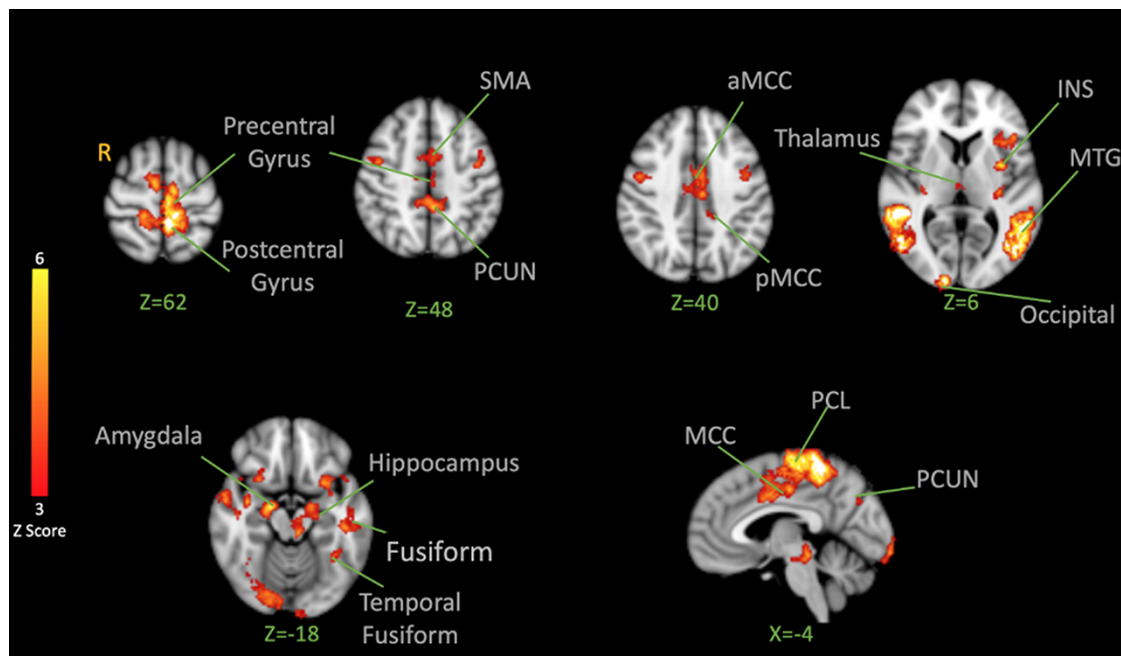 SMA
aMCC
INS
Precentral
Gyrus
R
Thalamus
MTG
Postcentral
Gyrus
PCUN
pMCC
6
Z=62
Z=48
Z=40
Z=6
Occipital
PCL
Amygdala
MCC
Hippocampus
PCUN
3
Z Score
Fusiform
Temporal
Fusiform
Z=-18
X=-4